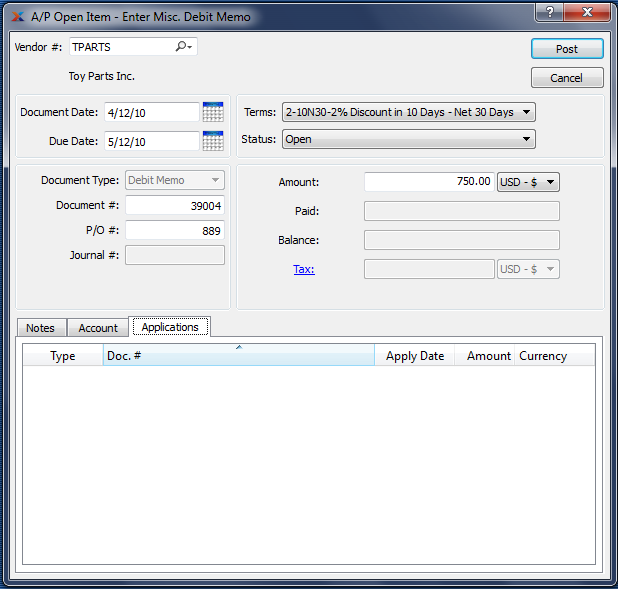 A/P Open Item - Enter Misc. Debit Memo
Vendor #: TPARTS Post
Toy Parts Inc. Cancel
Document Date: 4/12/10 Terms: 2-10N30-2% Discount in 10 Days - Net 30 Days
Due Date: 5/12/10 Status: Open
Document Type: Debit Memo Amount: 750.00 USD - $
Document #: 39004 Paid:
P/O #: 889 Balance:
Journal #: Tax: USD - $
Notes Account Applications
Type Doc. # Apply Date Amount Currency